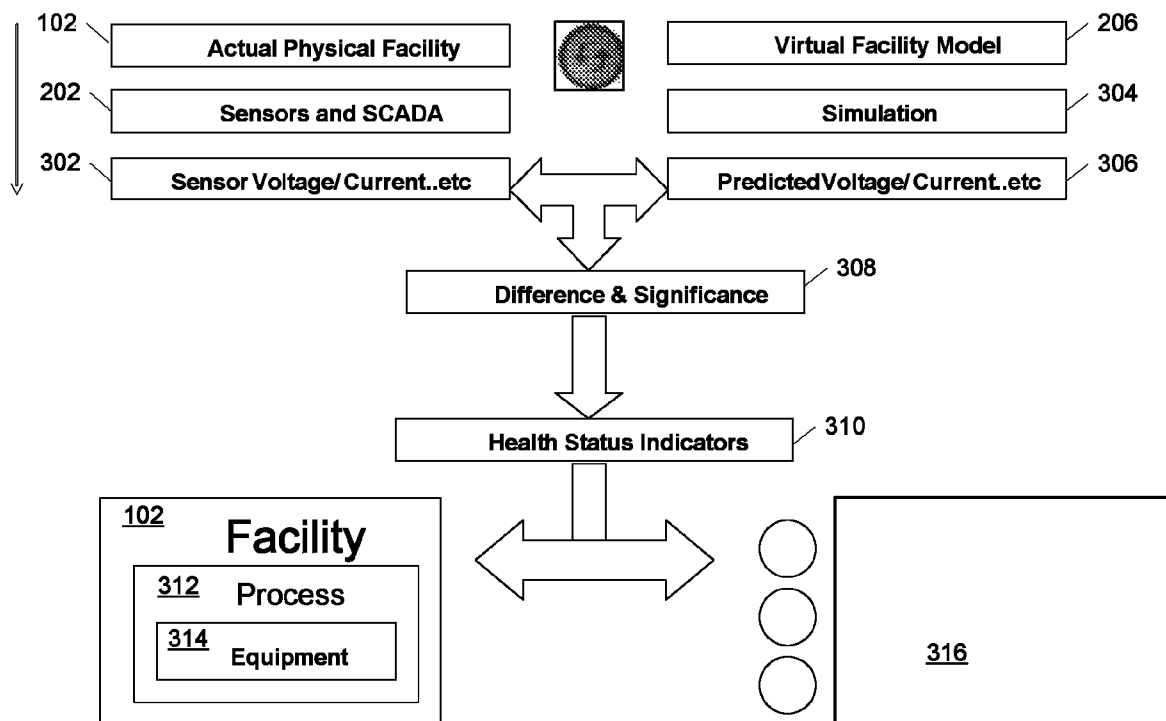 102
Actual Physical Facility
Virtual Facility Model
206
202
Sensors and SCADA
Simulation
304
302
Sensor Voltage/ Current..etc
PredictedVoltage/ Current..etc
306
Difference & Significance
308
Health Status Indicators
310
102
Facility
312
Process
314
Equipment
316